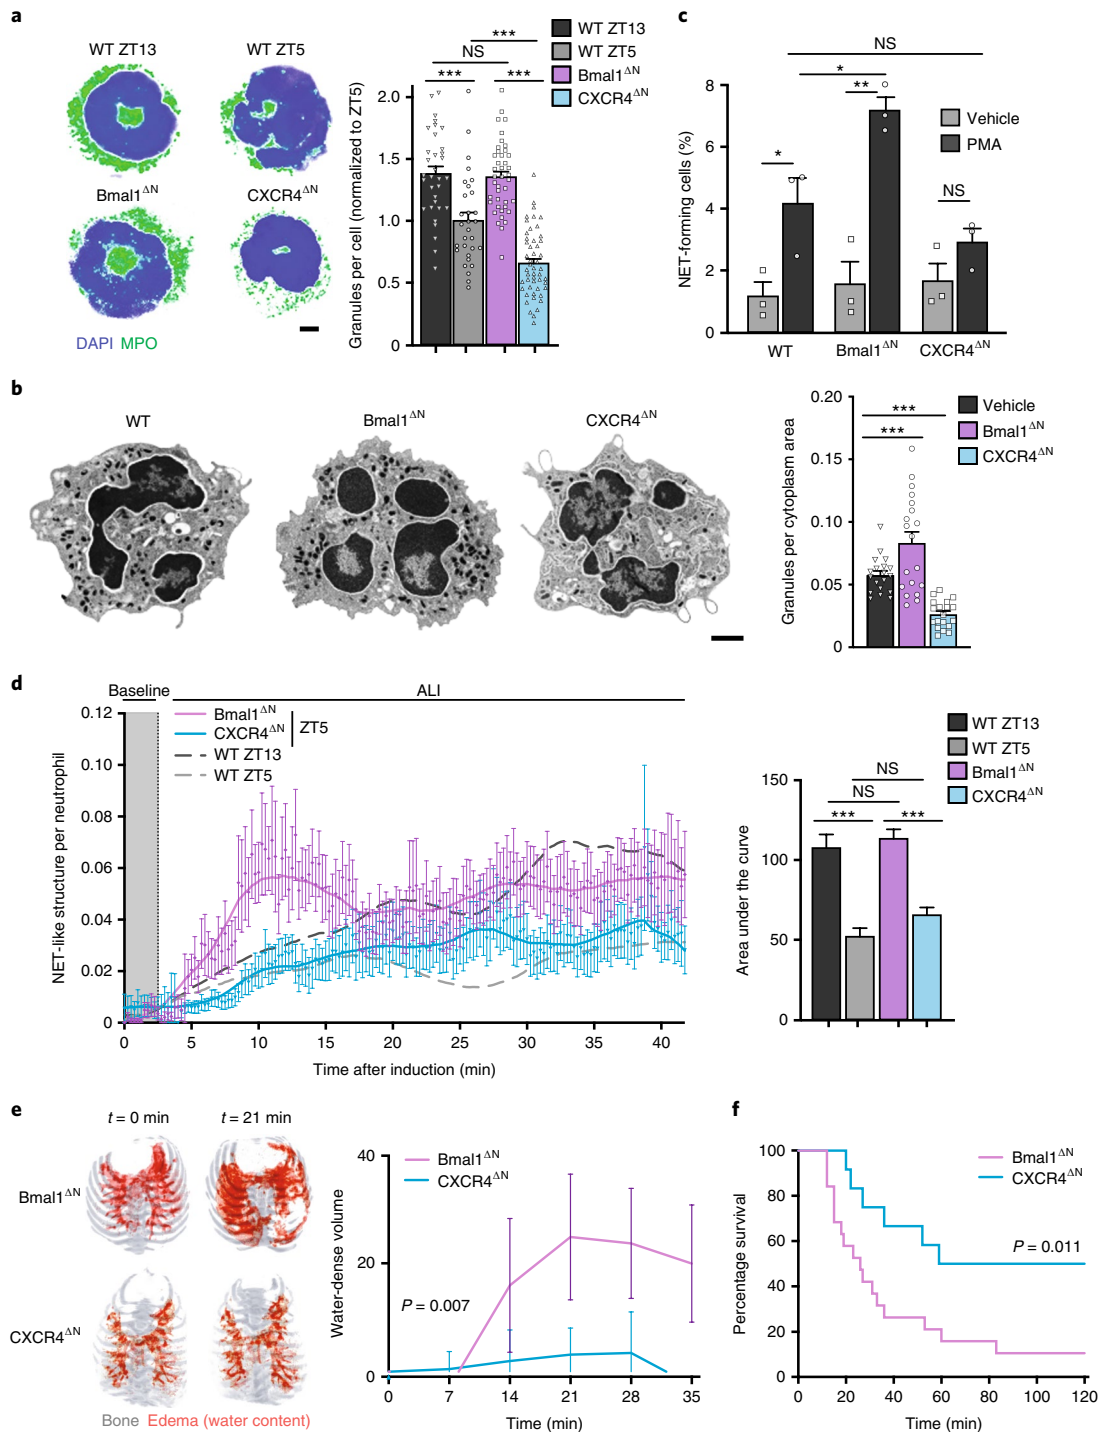 a
WT ZT13
WT ZT5
Bmal1ΔN
CXCR4ΔN
DAPI MPO
Granules per cell (normalized to ZT5)
2.0
1.5
1.0
0.5
0
***
NS
***
***
WT ZT13
WT ZT5
Bmal1ΔN
CXCR4ΔN
c
NET-forming cells (%)
8
6
4
2
0
NS
*
**
*
NS
Vehicle
PMA
WT
Bmal1ΔN
CXCR4ΔN
b
WT
Bmal1ΔN
CXCR4ΔN
Granules per cytoplasm area
0.20
0.15
0.10
0.05
0
***
***
Vehicle
Bmal1ΔN
CXCR4ΔN
d
Baseline
ALI
NET-like structure per neutrophil
0.12
0.10
0.08
0.06
0.04
0.02
0
Bmal1ΔN
CXCR4ΔN
ZT5
WT ZT13
WT ZT5
0 5 10 15 20 25 30 35 40
Time after induction (min)
Area under the curve
150
100
50
0
NS
NS
*** ***
WT ZT13
WT ZT5
Bmal1ΔN
CXCR4ΔN
e
t = 0 min
t = 21 min
Bmal1ΔN
CXCR4ΔN
Bone Edema (water content)
Water-dense volume
40
20
0
Bmal1ΔN
CXCR4ΔN
P = 0.007
0 7 14 21 28 35
Time (min)
f
Percentage survival
100
80
60
40
20
0
Bmal1ΔN
CXCR4ΔN
P = 0.011
0 20 40 60 80 100 120
Time (min)